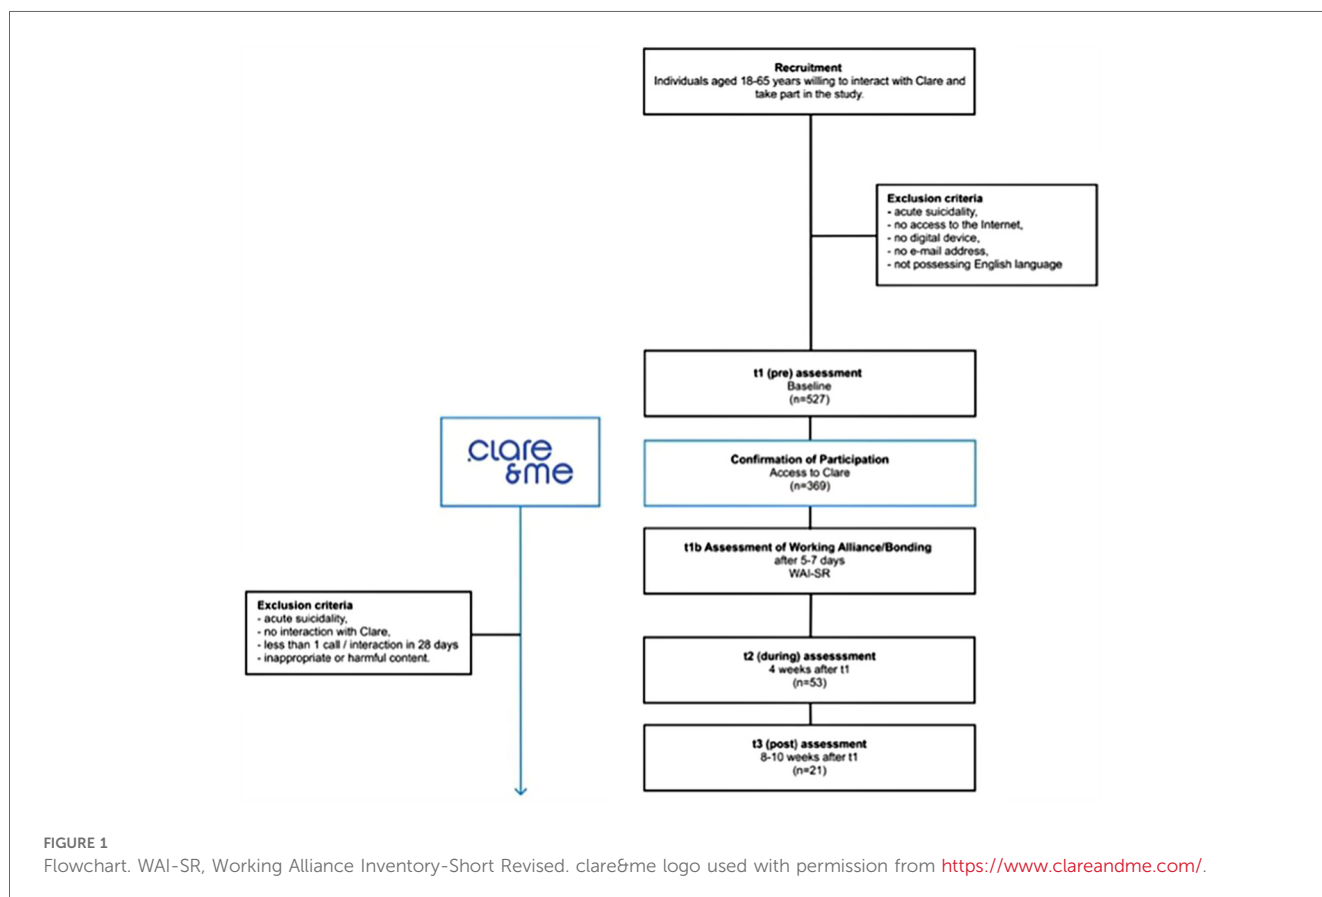 Recruitment
Individuals aged 18-65 years willing to interact with Clare and
take part in the study.
Exclusion criteria
- acute suicidality,
- no access to the Internet,
- no digital device,
- no e-mail address,
- not possessing English language
t1 (pre) assessment
Baseline
(n=527)
.clare
&me
Confirmation of Participation
Access to Clare
(n=369)
t1b Assessment of Working Alliance/Bonding
after 5-7 days
WAI-SR
Exclusion criteria
- acute suicidality,
- no interaction with Clare,
- less than 1 call / interaction in 28 days
- inappropriate or harmful content.
t2 (during) assesssment
4 weeks after t1
(n=53)
t3 (post) assessment
8-10 weeks after t1
(n=21)
FIGURE 1
Flowchart. WAI-SR, Working Alliance Inventory-Short Revised. clare&me logo used with permission from https://www.clareandme.com/.